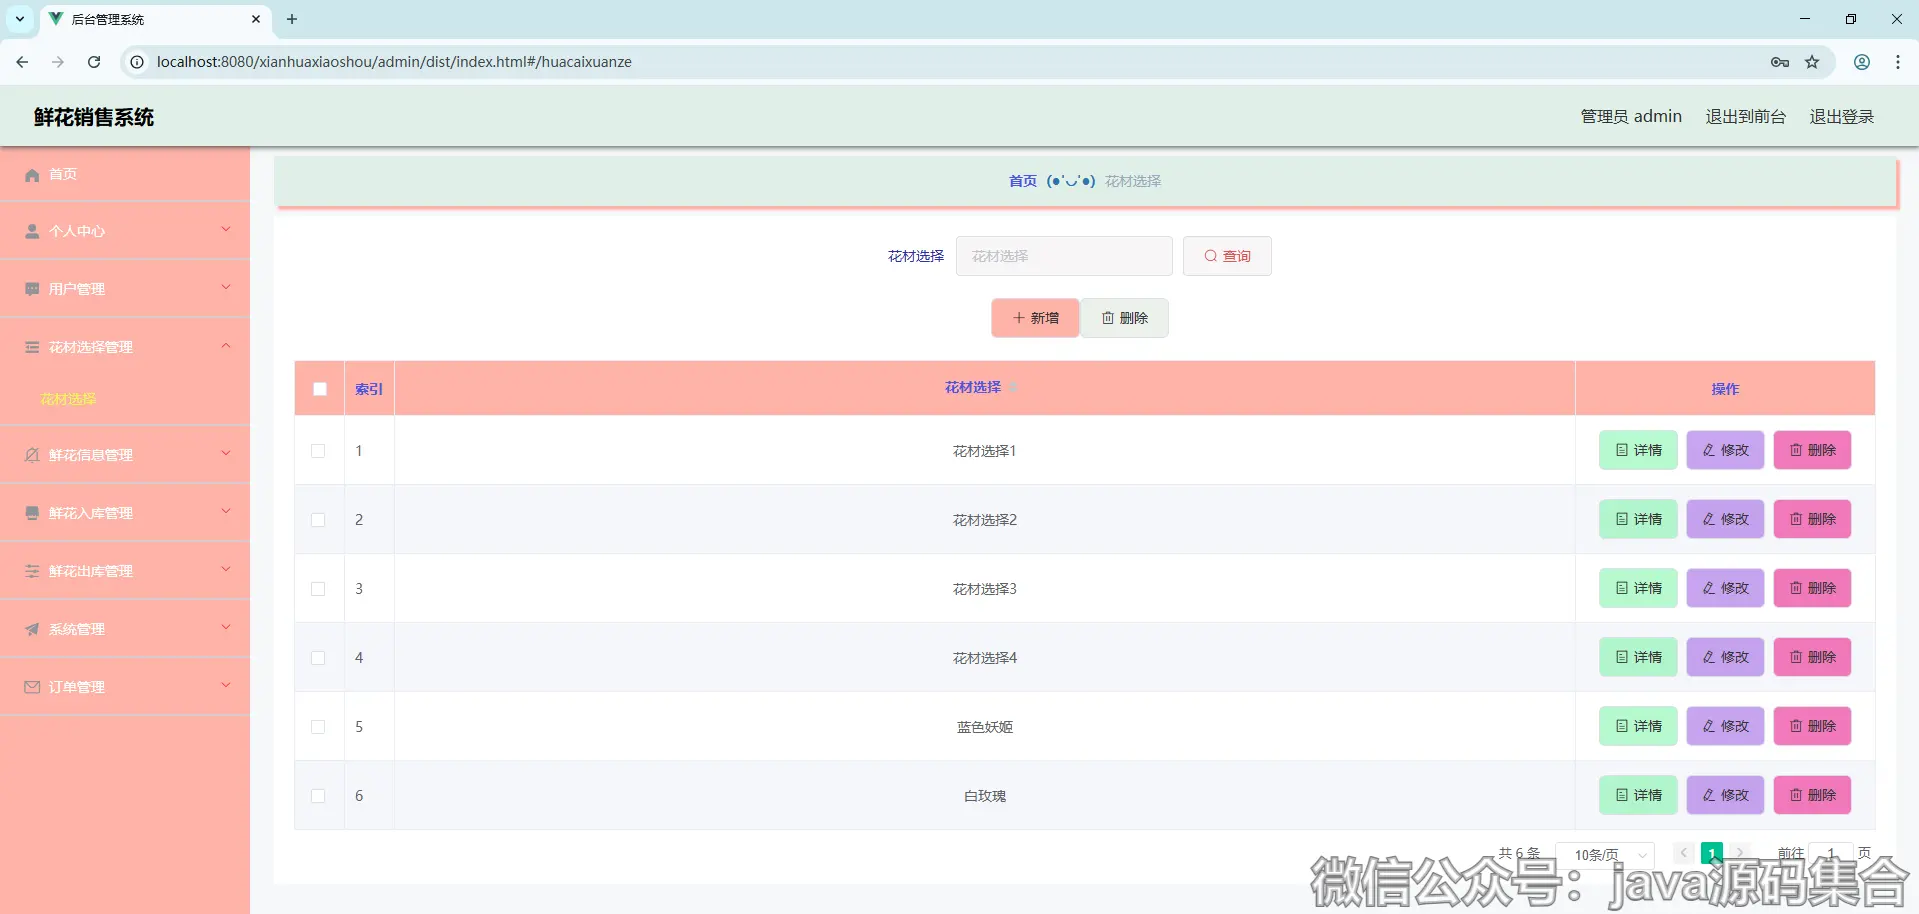 后台管理系统
localhost:8080/xianhuaxiaoshou/admin/dist/index.html#/huacaixuanze
鲜花销售系统
管理员 admin 退出到前台 退出登录
首页
个人中心
用户管理
花材选择管理
花材选择
鲜花信息管理
鲜花入库管理
鲜花出库管理
系统管理
订单管理
首页 (●'◡'●) 花材选择
花材选择 花材选择 查询
新增 删除
索引 花材选择 操作
1 花材选择1 详情 修改 删除
2 花材选择2 详情 修改 删除
3 花材选择3 详情 修改 删除
4 花材选择4 详情 修改 删除
5 蓝色妖姬 详情 修改 删除
6 白玫瑰 详情 修改 删除
共 6 条 10条/页 1 前往 1 页
微信公众号：java源码集合